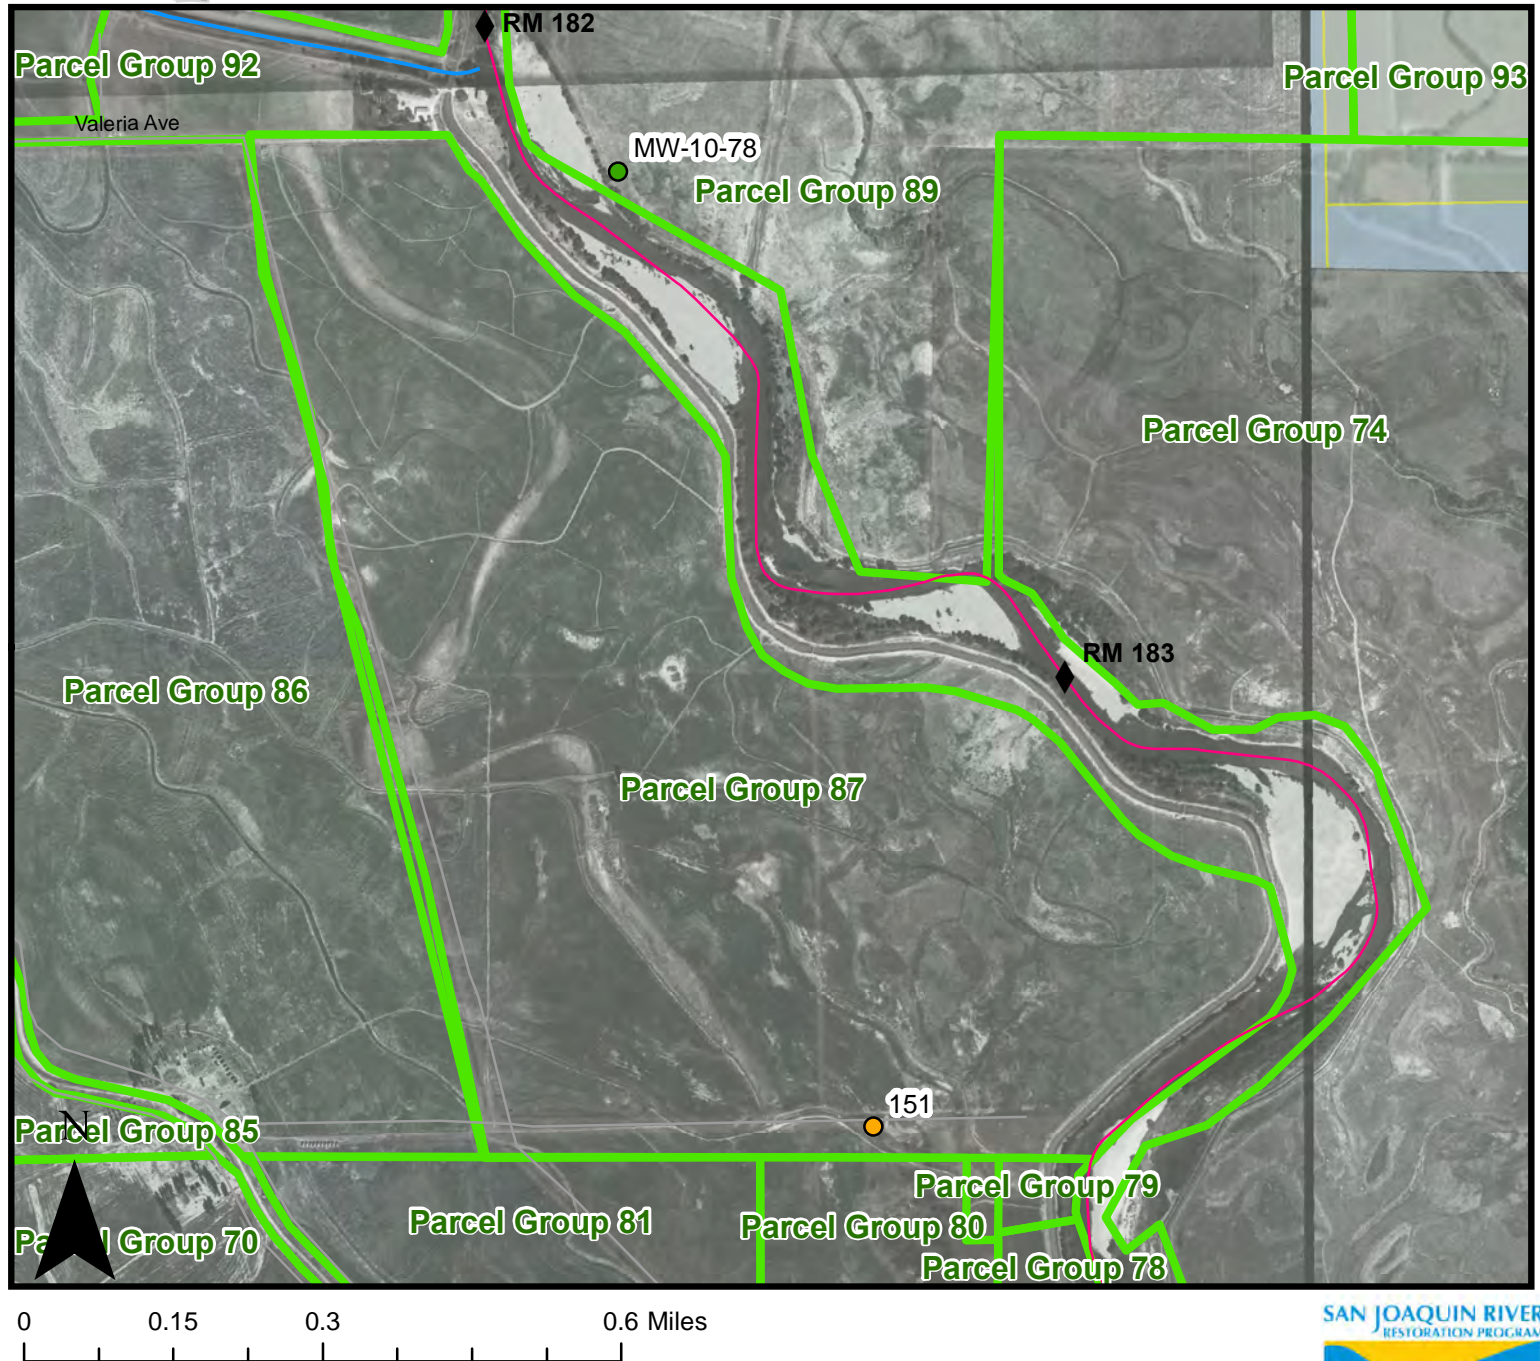 RM 182
Parcel Group 92
Parcel Group 93
Valeria Ave
MW-10-78
Parcel Group 89
Parcel Group 74
RM 183
Parcel Group 86
Parcel Group 87
151
N
Parcel Group 85
Parcel Group 79
Parcel Group 81
Parcel Group 80
Parcel Group 70
Parcel Group 78
0 0.15 0.3 0.6 Miles
SAN JOAQUIN RIVER
RESTORATION PROGRAM